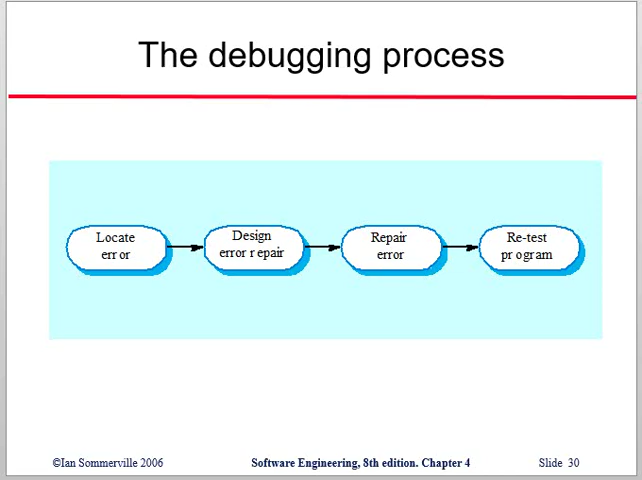 The debugging process
Locate
error
Design
error repair
Repair
error
Re-test
program
©Ian Sommerville 2006
Software Engineering, 8th edition. Chapter 4
Slide 30